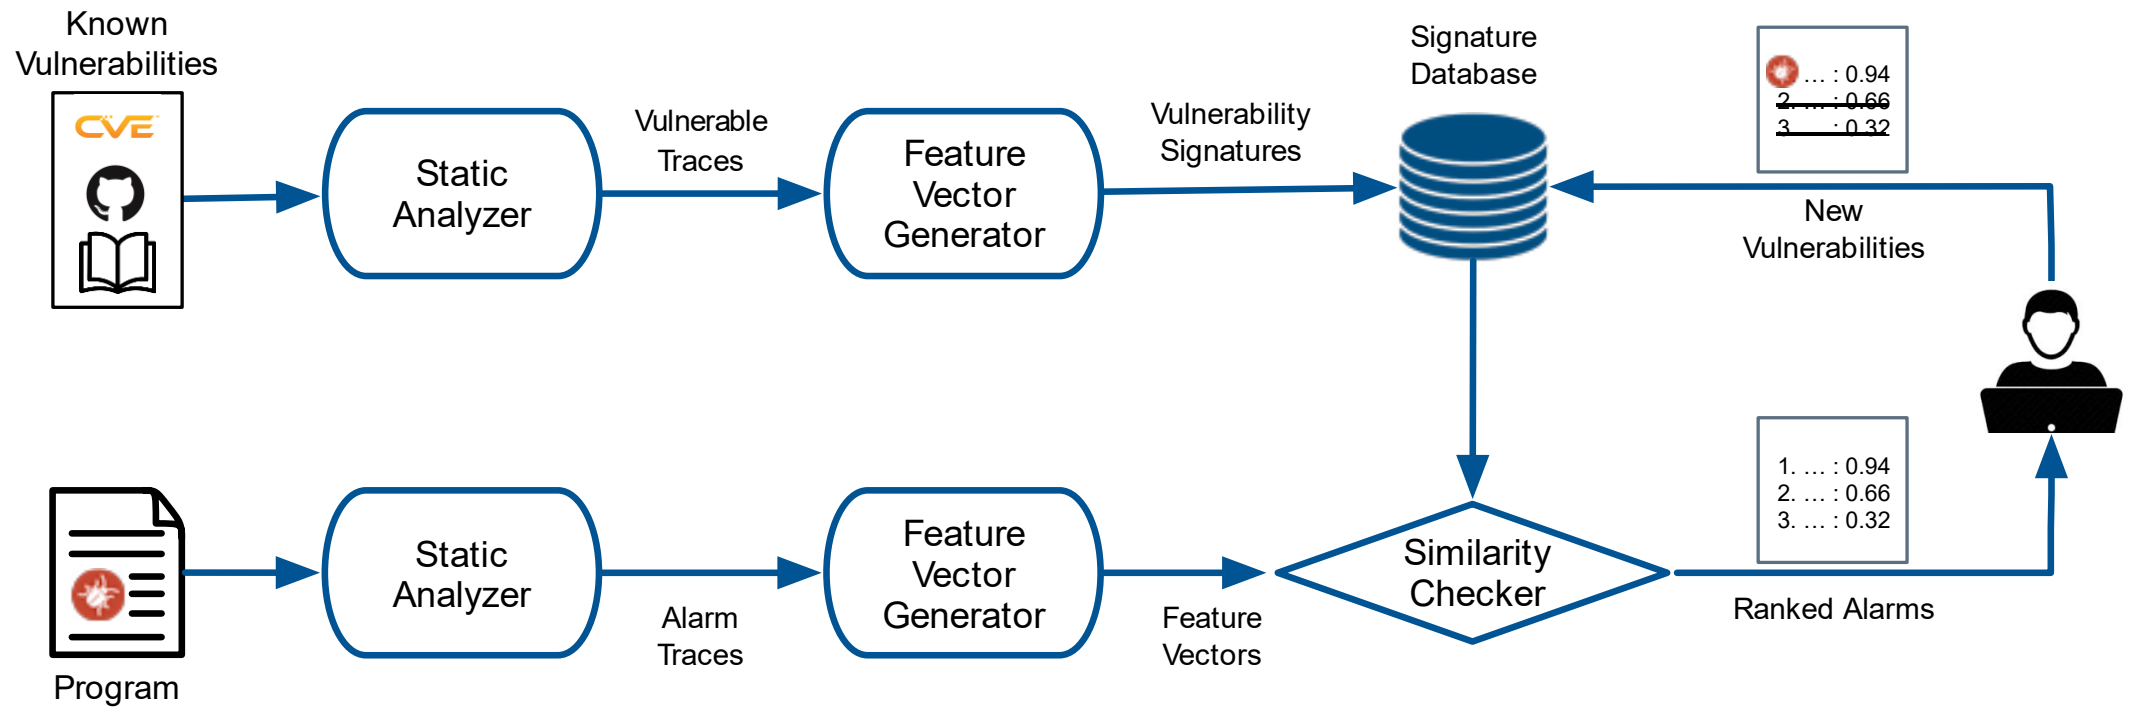 Known
Vulnerabilities
CVE
Static
Analyzer
Vulnerable
Traces
Feature
Vector
Generator
Vulnerability
Signatures
Signature
Database
… : 0.94
2. … : 0.66
3. … : 0.32
New
Vulnerabilities
Program
Static
Analyzer
Alarm
Traces
Feature
Vector
Generator
Feature
Vectors
Similarity
Checker
1. … : 0.94
2. … : 0.66
3. … : 0.32
Ranked Alarms